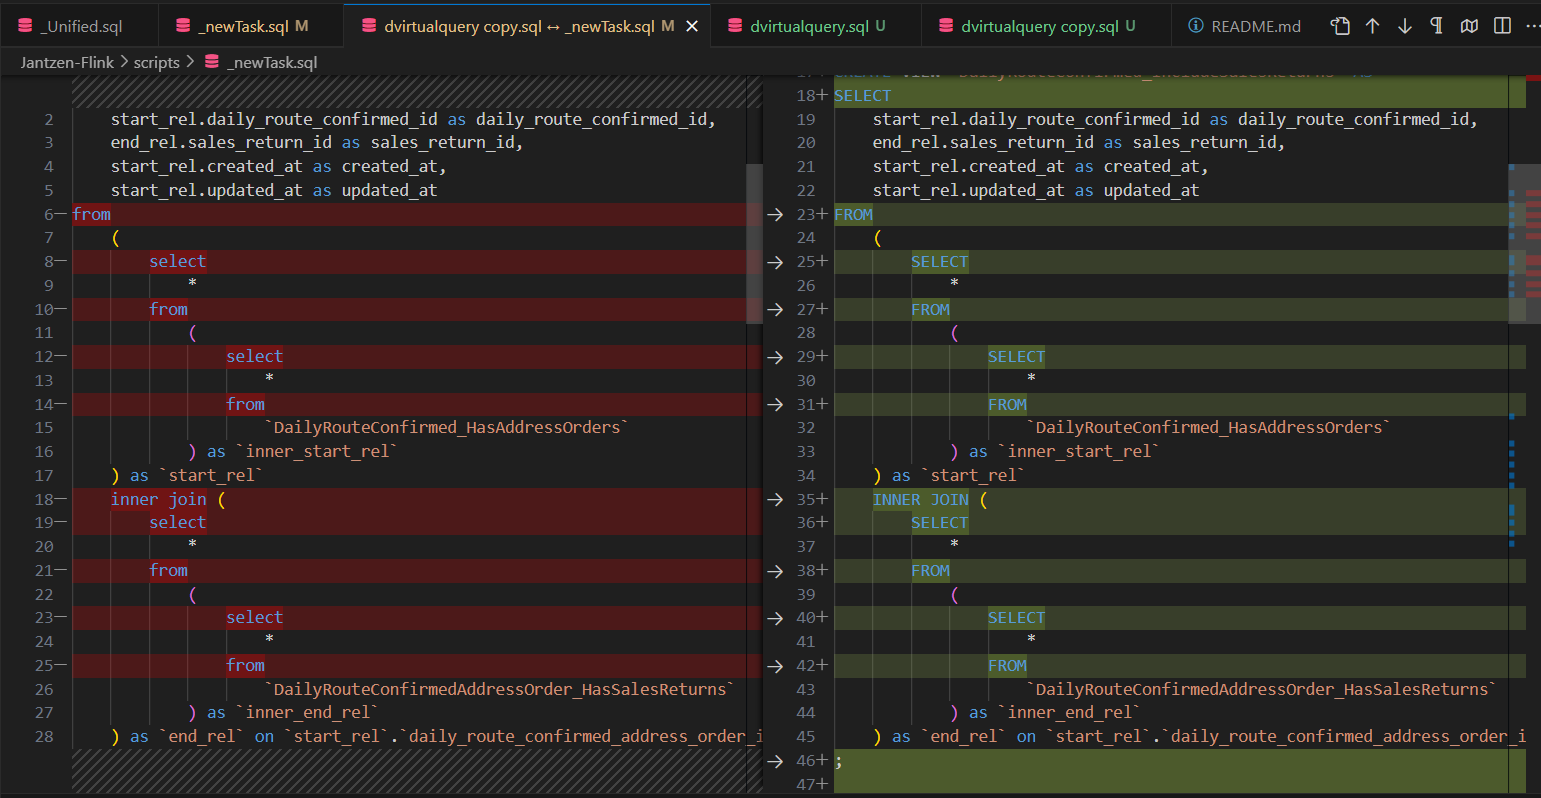 _Unified.sql
_newTask.sql M
dvirtualquery copy.sql ↔ _newTask.sql M
dvirtualquery.sql U
dvirtualquery copy.sql U
README.md
Jantzen-Flink > scripts > _newTask.sql
2 start_rel.daily_route_confirmed_id as daily_route_confirmed_id,
3 end_rel.sales_return_id as sales_return_id,
4 start_rel.created_at as created_at,
5 start_rel.updated_at as updated_at
6− from
7 (
8− select
9 *
10− from
11 (
12− select
13 *
14− from
15 `DailyRouteConfirmed_HasAddressOrders`
16 ) as `inner_start_rel`
17 ) as `start_rel`
18− inner join (
19− select
20 *
21− from
22 (
23− select
24 *
25− from
26 `DailyRouteConfirmedAddressOrder_HasSalesReturns`
27 ) as `inner_end_rel`
28 ) as `end_rel` on `start_rel`.`daily_route_confirmed_address_order_i
18+ SELECT
19 start_rel.daily_route_confirmed_id as daily_route_confirmed_id,
20 end_rel.sales_return_id as sales_return_id,
21 start_rel.created_at as created_at,
22 start_rel.updated_at as updated_at
23+ FROM
24 (
25+ SELECT
26 *
27+ FROM
28 (
29+ SELECT
30 *
31+ FROM
32 `DailyRouteConfirmed_HasAddressOrders`
33 ) as `inner_start_rel`
34 ) as `start_rel`
35+ INNER JOIN (
36+ SELECT
37 *
38+ FROM
39 (
40+ SELECT
41 *
42+ FROM
43 `DailyRouteConfirmedAddressOrder_HasSalesReturns`
44 ) as `inner_end_rel`
45 ) as `end_rel` on `start_rel`.`daily_route_confirmed_address_order_i
46+ ;
47+